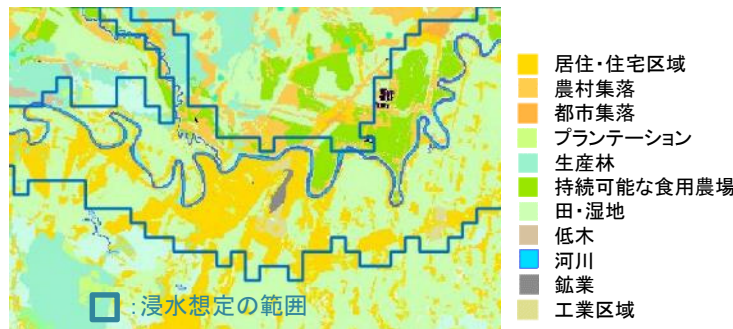 居住・住宅区域
農村集落
都市集落
プランテーション
生産林
持続可能な食用農場
田・湿地
低木
河川
鉱業
工業区域
:浸水想定の範囲